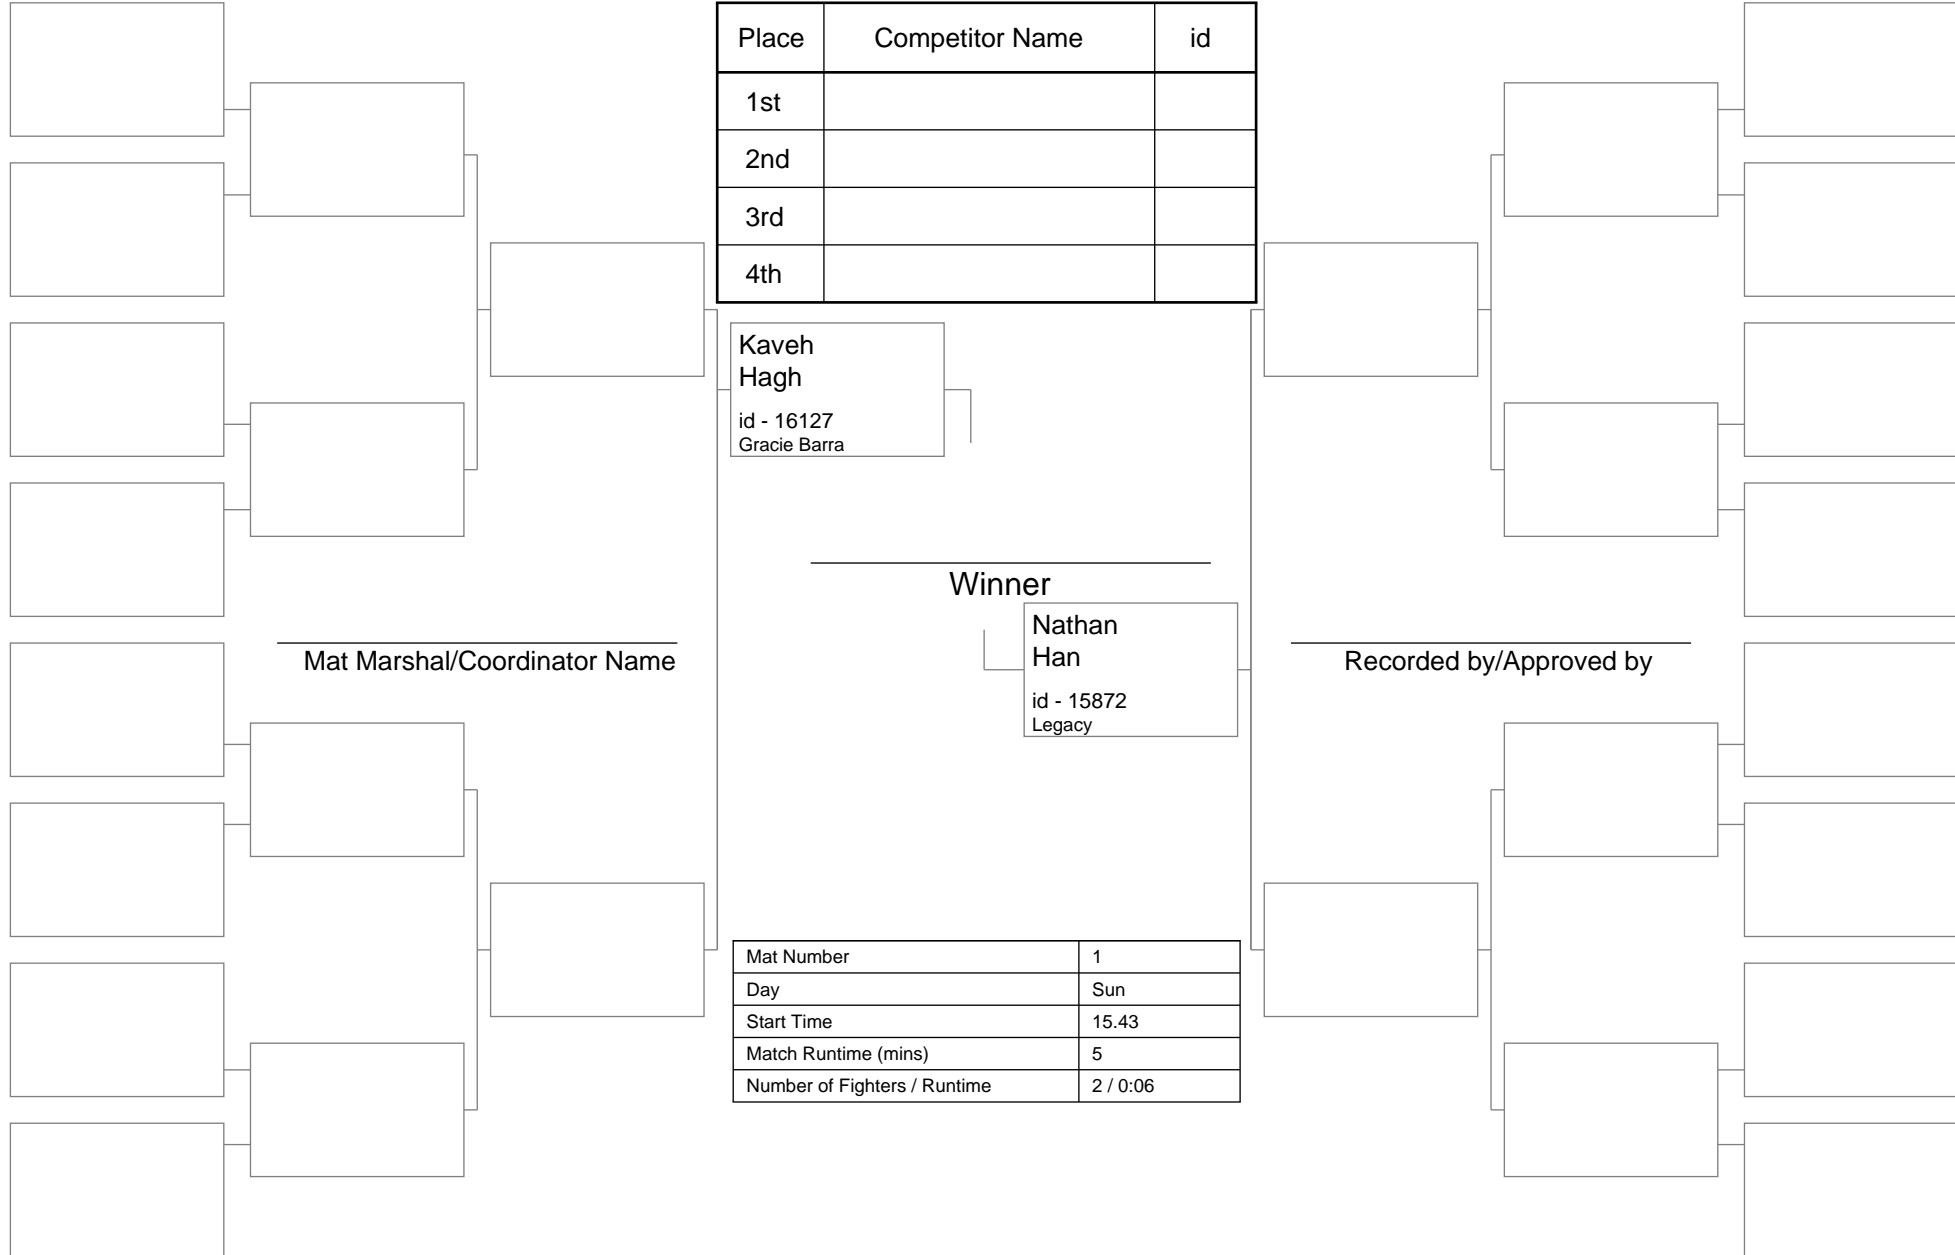 Place Competitor Name id
1st
2nd
3rd
4th
Kaveh
Hagh
id - 16127
Gracie Barra
Winner
Nathan
Han
id - 15872
Legacy
Mat Marshal/Coordinator Name
Recorded by/Approved by
Mat Number 1
Day Sun
Start Time 15.43
Match Runtime (mins) 5
Number of Fighters / Runtime 2 / 0:06